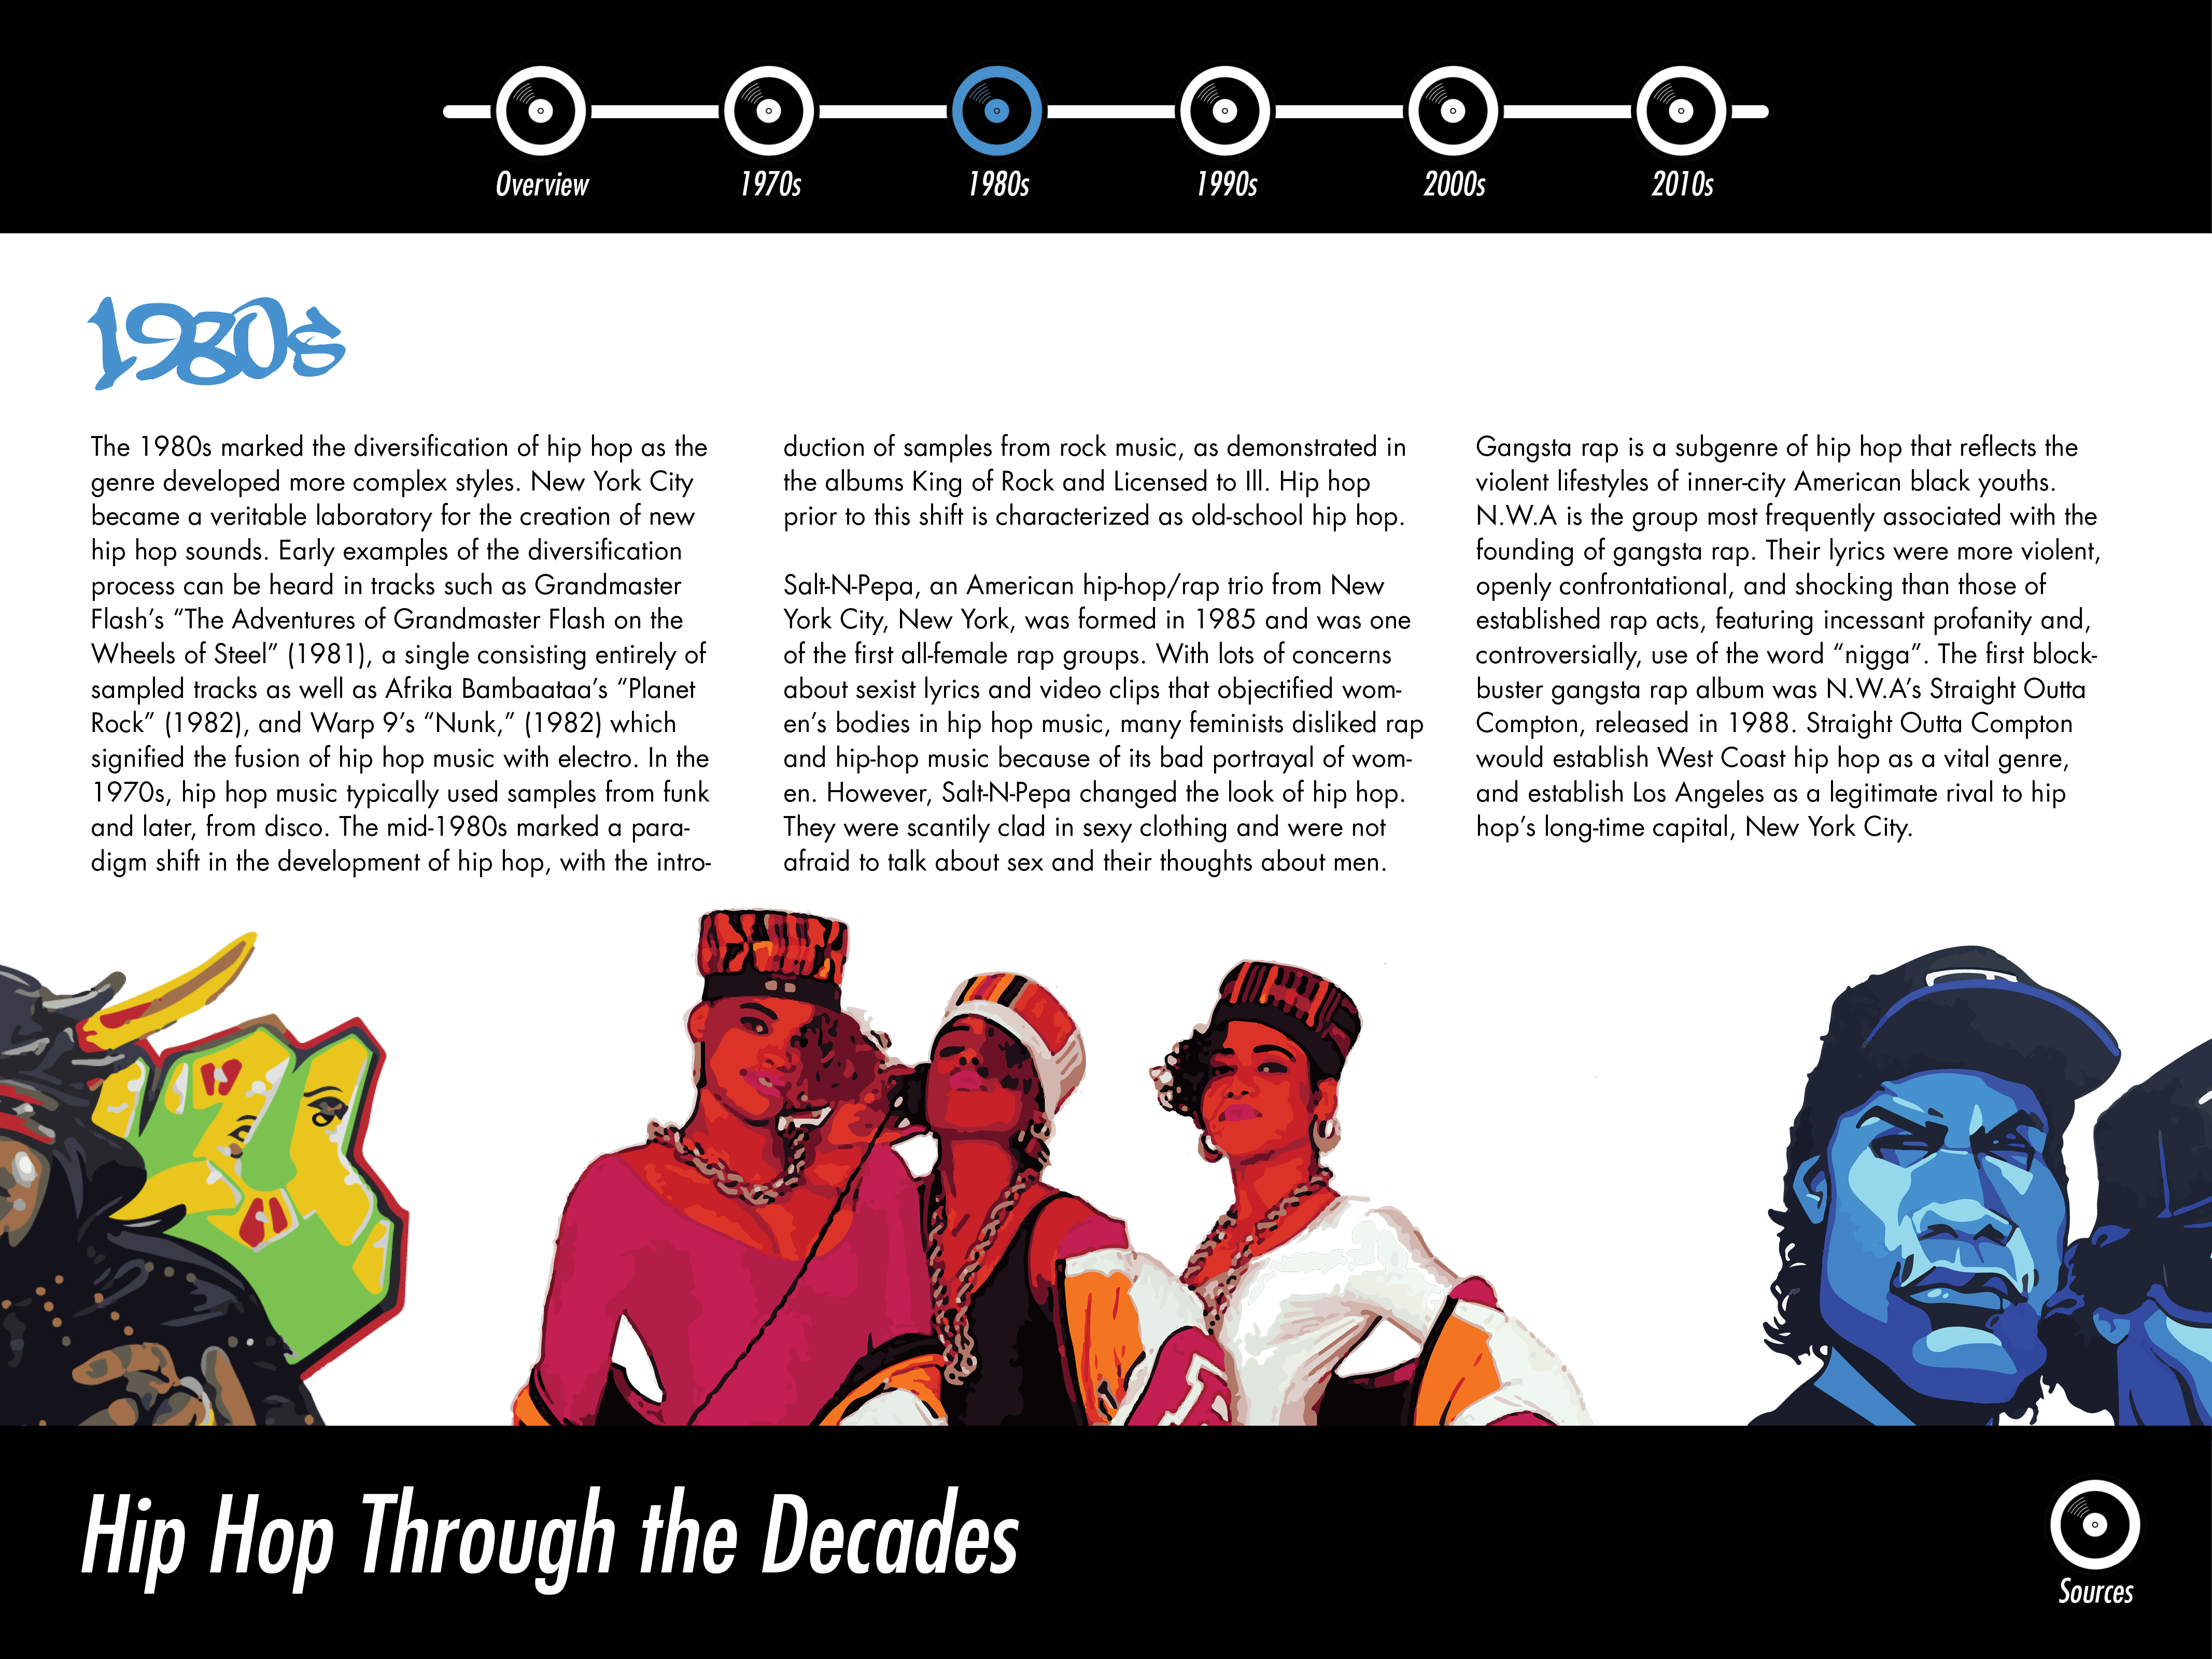 Overview
1970s
1980s
1990s
2000s
2010s
1980s
The 1980s marked the diversification of hip hop as the
genre developed more complex styles. New York City
became a veritable laboratory for the creation of new
hip hop sounds. Early examples of the diversification
process can be heard in tracks such as Grandmaster
Flash’s “The Adventures of Grandmaster Flash on the
Wheels of Steel” (1981), a single consisting entirely of
sampled tracks as well as Afrika Bambaataa’s “Planet
Rock” (1982), and Warp 9’s “Nunk,” (1982) which
signified the fusion of hip hop music with electro. In the
1970s, hip hop music typically used samples from funk
and later, from disco. The mid-1980s marked a para-
digm shift in the development of hip hop, with the intro-
duction of samples from rock music, as demonstrated in
the albums King of Rock and Licensed to Ill. Hip hop
prior to this shift is characterized as old-school hip hop.
Salt-N-Pepa, an American hip-hop/rap trio from New
York City, New York, was formed in 1985 and was one
of the first all-female rap groups. With lots of concerns
about sexist lyrics and video clips that objectified wom-
en’s bodies in hip hop music, many feminists disliked rap
and hip-hop music because of its bad portrayal of wom-
en. However, Salt-N-Pepa changed the look of hip hop.
They were scantily clad in sexy clothing and were not
afraid to talk about sex and their thoughts about men.
Gangsta rap is a subgenre of hip hop that reflects the
violent lifestyles of inner-city American black youths.
N.W.A is the group most frequently associated with the
founding of gangsta rap. Their lyrics were more violent,
openly confrontational, and shocking than those of
established rap acts, featuring incessant profanity and,
controversially, use of the word “nigga”. The first block-
buster gangsta rap album was N.W.A’s Straight Outta
Compton, released in 1988. Straight Outta Compton
would establish West Coast hip hop as a vital genre,
and establish Los Angeles as a legitimate rival to hip
hop’s long-time capital, New York City.
Hip Hop Through the Decades
Sources